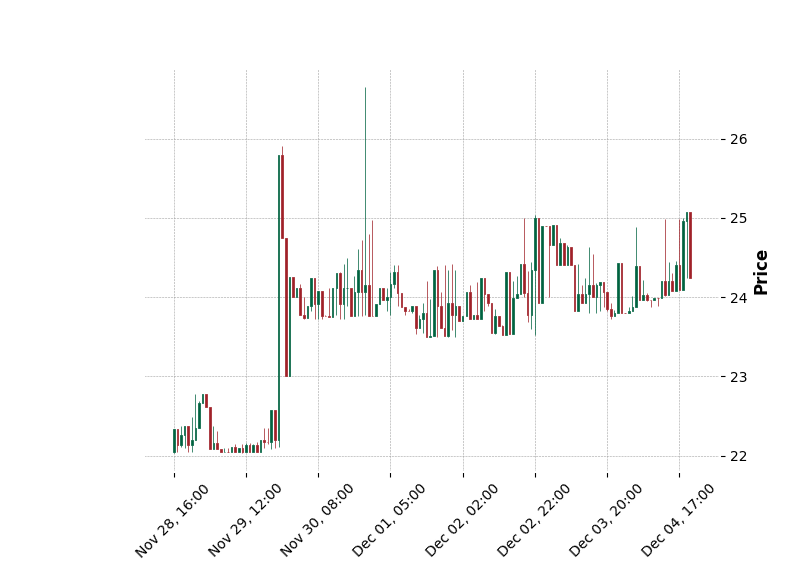 26
25
24
23
22
Price
Nov 28, 16:00
Nov 29, 12:00
Nov 30, 08:00
Dec 01, 05:00
Dec 02, 02:00
Dec 02, 22:00
Dec 03, 20:00
Dec 04, 17:00